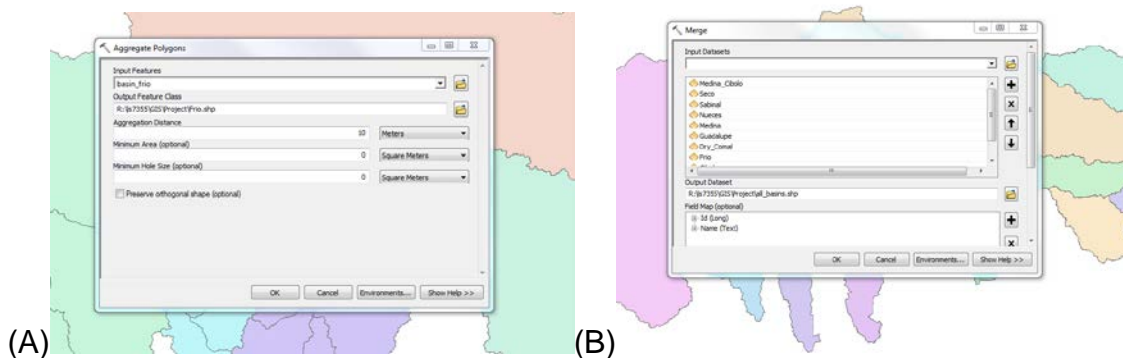 Aggregate Polygons
Input Features
basin_frio
Output Feature Class
R:\js7355\GIS\Project\Frio.shp
Aggregation Distance
10 Meters
Minimum Area (optional)
0 Square Meters
Minimum Hole Size (optional)
0 Square Meters
Preserve orthogonal shape (optional)
OK Cancel Environments... Show Help >>
(A)
Merge
Input Datasets
Medina_Cibolo
Seco
Sabinal
Nueces
Medina
Guadalupe
Dry_Comal
Frio
Output Dataset
R:\js7355\GIS\Project\all_basins.shp
Field Map (optional)
Id (Long)
Name (Text)
OK Cancel Environments... Show Help >>
(B)